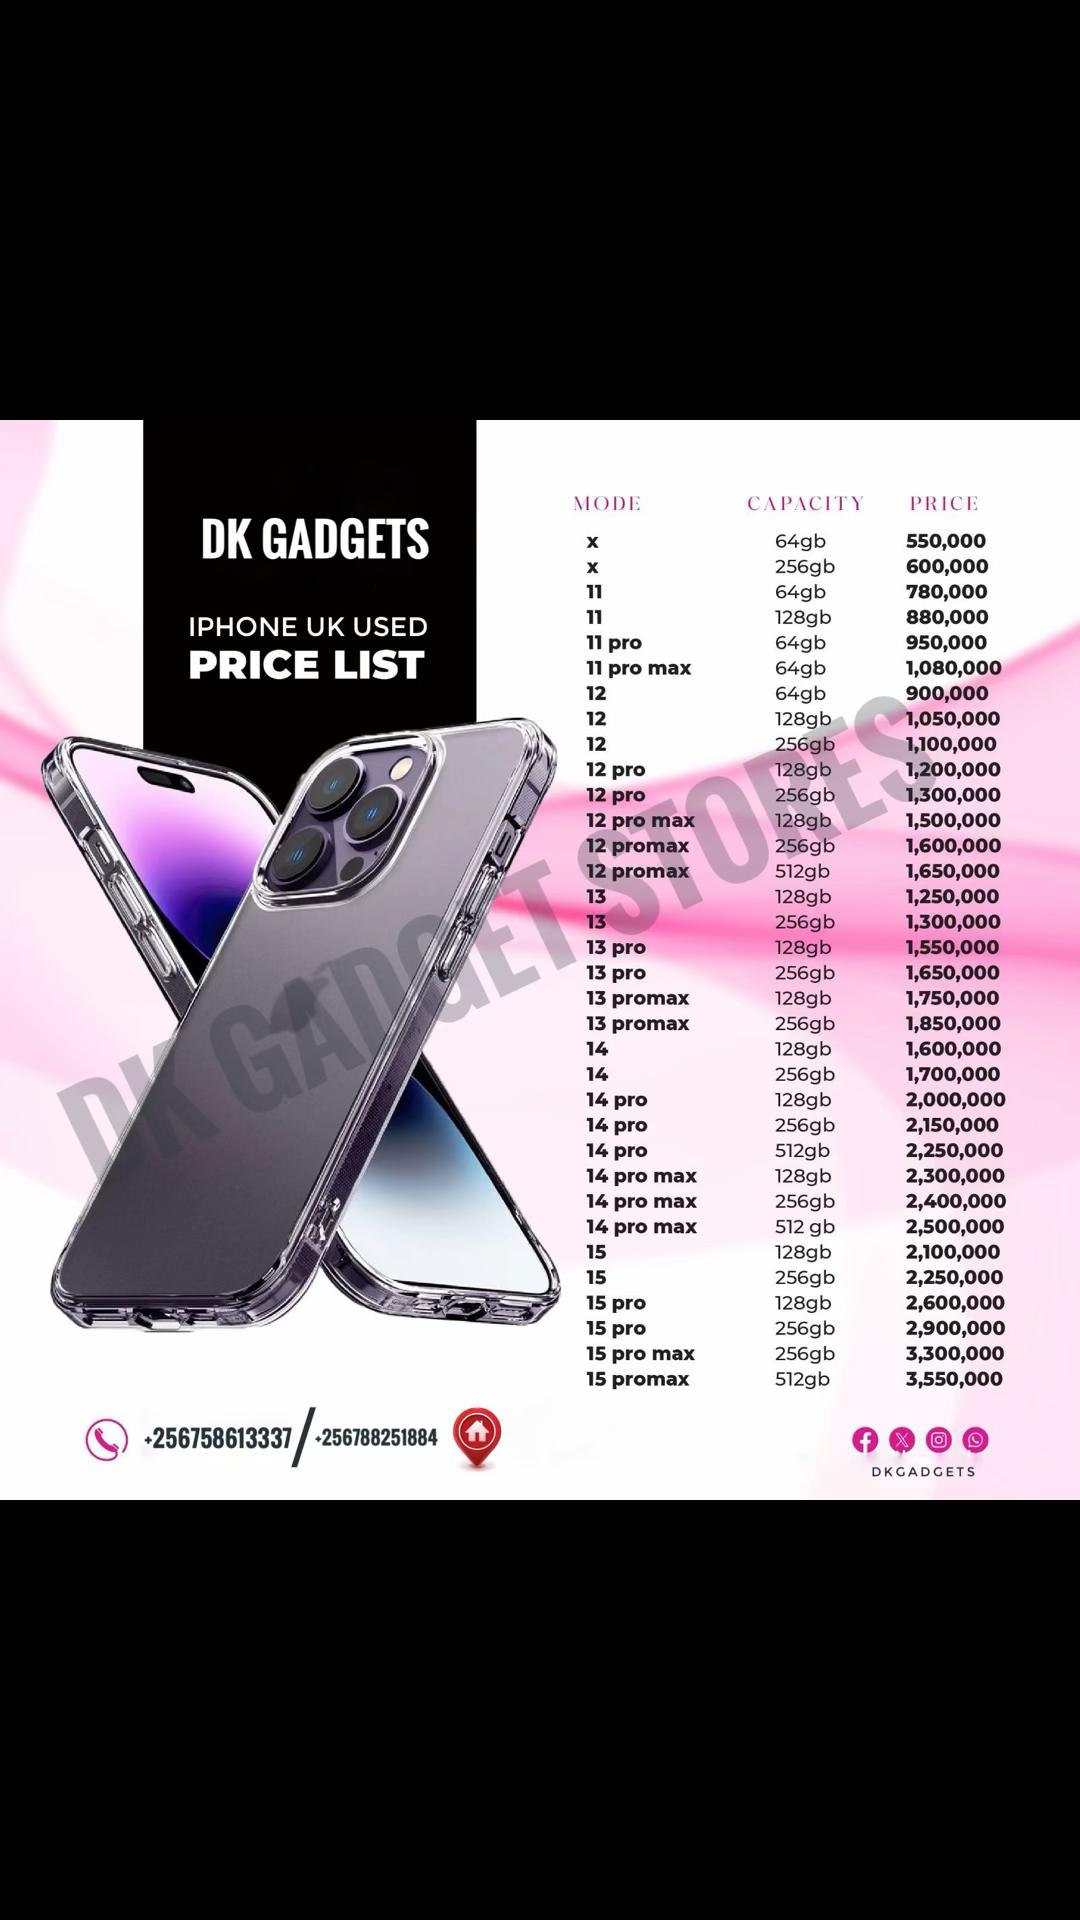 DK GADGETS
IPHONE UK USED
PRICE LIST
MODE CAPACITY PRICE
x 64gb 550,000
x 256gb 600,000
11 64gb 780,000
11 128gb 880,000
11 pro 64gb 950,000
11 pro max 64gb 1,080,000
12 64gb 900,000
12 128gb 1,050,000
12 256gb 1,100,000
12 pro 128gb 1,200,000
12 pro 256gb 1,300,000
12 pro max 128gb 1,500,000
12 promax 256gb 1,600,000
12 promax 512gb 1,650,000
13 128gb 1,250,000
13 256gb 1,300,000
13 pro 128gb 1,550,000
13 pro 256gb 1,650,000
13 promax 128gb 1,750,000
13 promax 256gb 1,850,000
14 128gb 1,600,000
14 256gb 1,700,000
14 pro 128gb 2,000,000
14 pro 256gb 2,150,000
14 pro 512gb 2,250,000
14 pro max 128gb 2,300,000
14 pro max 256gb 2,400,000
14 pro max 512 gb 2,500,000
15 128gb 2,100,000
15 256gb 2,250,000
15 pro 128gb 2,600,000
15 pro 256gb 2,900,000
15 pro max 256gb 3,300,000
15 promax 512gb 3,550,000
DK GADGET STORES
+256758613337/+256788251884
DKGADGETS